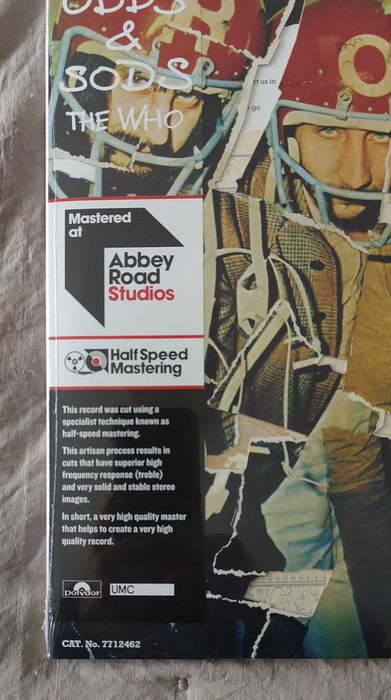 ODDS
&
SODS
THE WHO
t us in
go
Mastered
at
Abbey
Road
Studios
Half Speed
Mastering
This record was cut using a
specialist technique known as
half-speed mastering.
This artisan process results in
cuts that have superior high
frequency response (treble)
and very solid and stable stereo
images.
In short, a very high quality master
that helps to create a very high
quality record.
polydor
UMC
CAT. No. 7712462